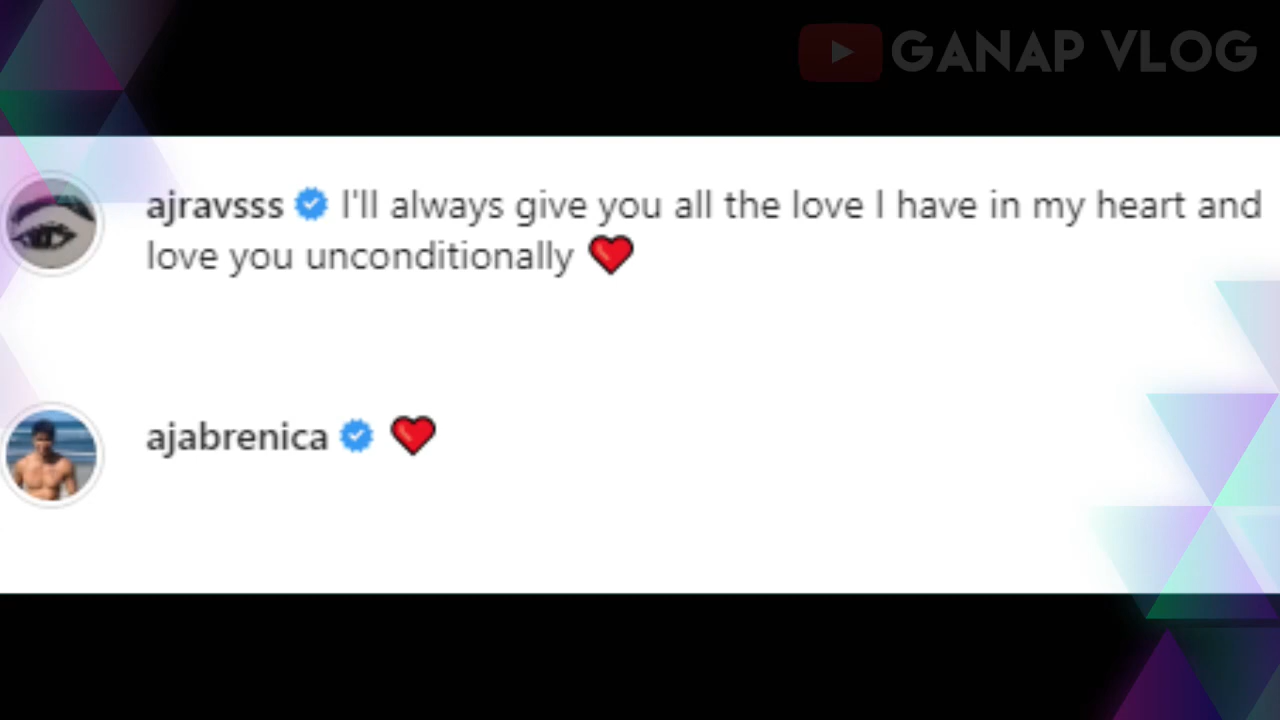 GANAP VLOG
ajravsss I'll always give you all the love I have in my heart and
love you unconditionally ❤️
ajabrenica ❤️